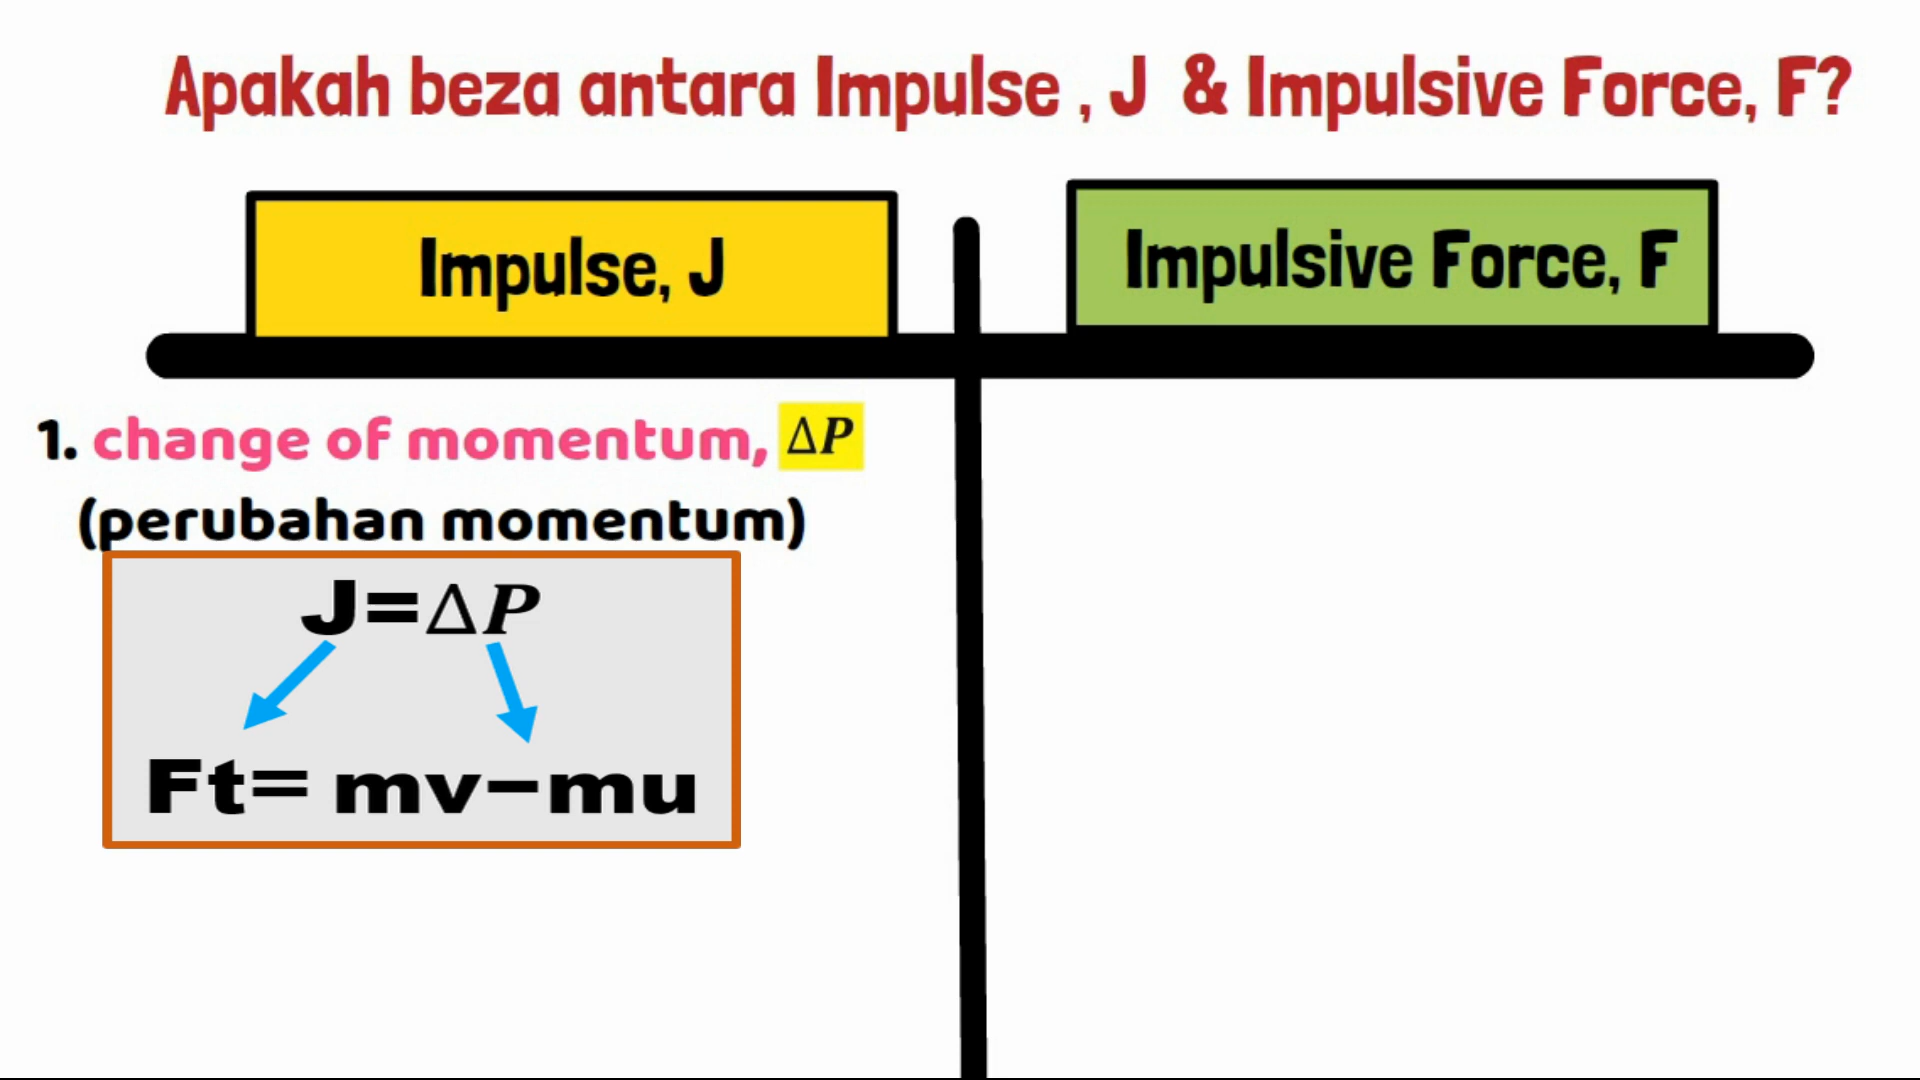 Apakah beza antara Impulse , J & Impulsive Force, F?
Impulse, J
Impulsive Force, F
1. change of momentum, ΔP
(perubahan momentum)
J=ΔP
Ft= mv−mu